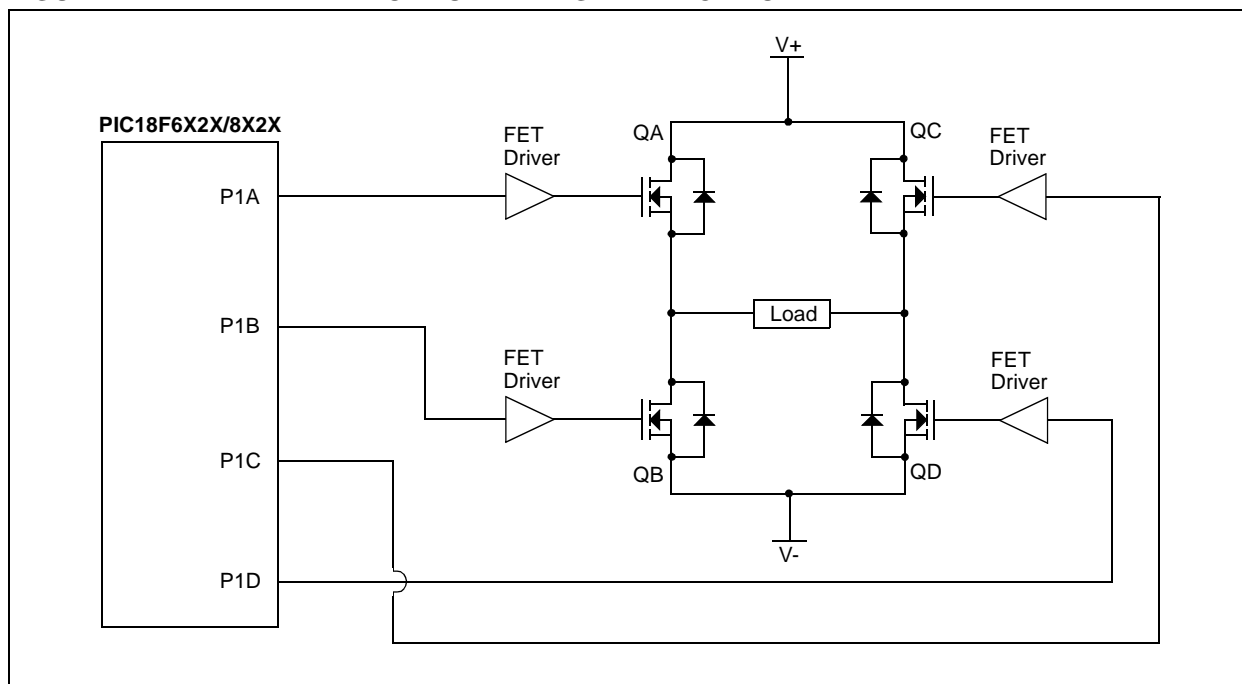 V+
PIC18F6X2X/8X2X
FET
Driver
QA
QC
FET
Driver
P1A
Load
P1B
FET
Driver
FET
Driver
P1C
QB
QD
V-
P1D